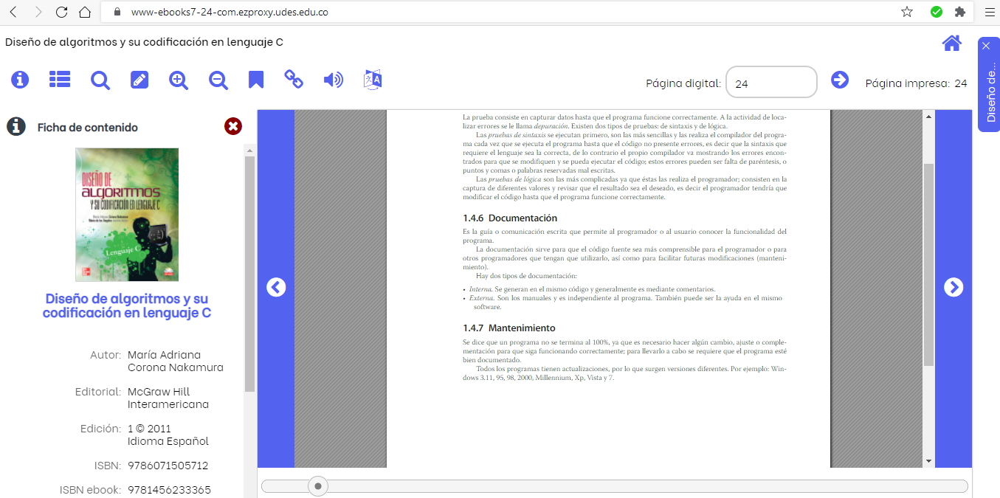 www-ebooks7-24-com.ezproxy.udes.edu.co
Diseño de algoritmos y su codificación en lenguaje C
Página digital: 24
Página impresa: 24
Diseño de...
Ficha de contenido
DISEÑO DE
ALGORITMOS
Y SU CODIFICACIÓN EN LENGUAJE C
Lenguaje C
Diseño de algoritmos y su
codificación en lenguaje C
Autor: María Adriana
Corona Nakamura
Editorial: McGraw Hill
Interamericana
Edición: 1 © 2011
Idioma Español
ISBN: 9786071505712
ISBN ebook: 9781456233365
La prueba consiste en capturar datos hasta que el programa funcione correctamente. A la actividad de loca-
lizar errores se le llama depuración. Existen dos tipos de pruebas: de sintaxis y de lógica.
Las pruebas de sintaxis se ejecutan primero, son las más sencillas y las realiza el compilador del progra-
ma cada vez que se ejecuta el programa hasta que el código no presente errores, es decir que la sintaxis que
requiere el lenguaje sea la correcta, de lo contrario el propio compilador va mostrando los errores encon-
trados para que se modifiquen y se pueda ejecutar el código; estos errores pueden ser falta de paréntesis, o
puntos y comas o palabras reservadas mal escritas.
Las pruebas de lógica son las más complicadas ya que éstas las realiza el programador; consisten en la
captura de diferentes valores y revisar que el resultado sea el deseado, es decir el programador tendría que
modificar el código hasta que el programa funcione correctamente.
1.4.6 Documentación
Es la guía o comunicación escrita que permite al programador o al usuario conocer la funcionalidad del
programa.
La documentación sirve para que el código fuente sea más comprensible para el programador o para
otros programadores que tengan que utilizarlo, así como para facilitar futuras modificaciones (manteni-
miento).
Hay dos tipos de documentación:
• Interna. Se generan en el mismo código y generalmente es mediante comentarios.
• Externa. Son los manuales y es independiente al programa. También puede ser la ayuda en el mismo
software.
1.4.7 Mantenimiento
Se dice que un programa no se termina al 100%, ya que es necesario hacer algún cambio, ajuste o comple-
mentación para que siga funcionando correctamente; para llevarlo a cabo se requiere que el programa esté
bien documentado.
Todos los programas tienen actualizaciones, por lo que surgen versiones diferentes. Por ejemplo: Win-
dows 3.11, 95, 98, 2000, Millennium, Xp, Vista y 7.